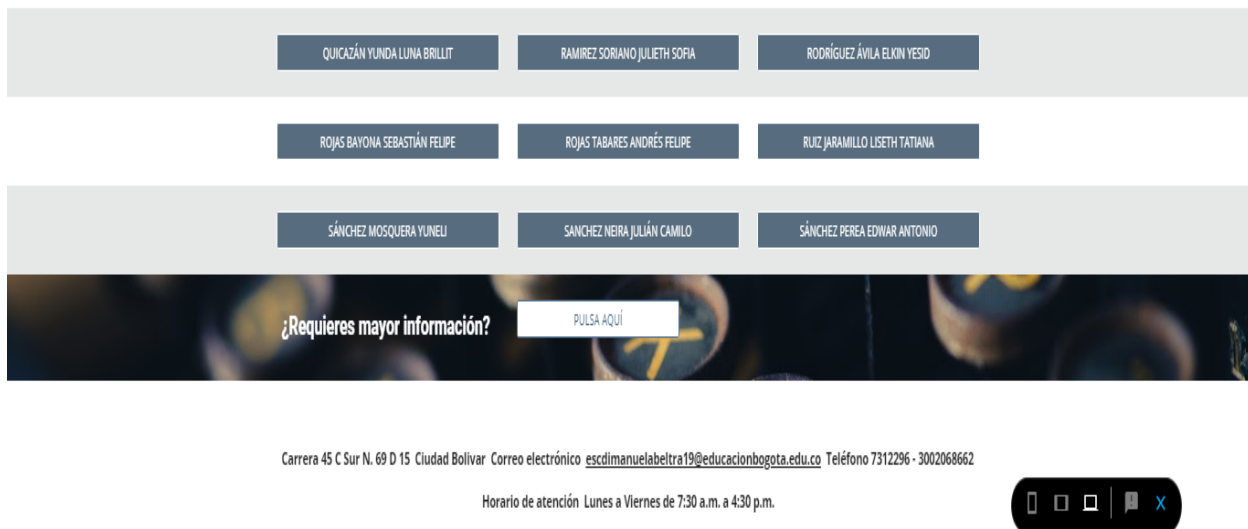 QUICAZÁN YUNDA LUNA BRILLIT
RAMIREZ SORIANO JULIETH SOFIA
RODRÍGUEZ ÁVILA ELKIN YESID
ROJAS BAYONA SEBASTIÁN FELIPE
ROJAS TABARES ANDRÉS FELIPE
RUIZ JARAMILLO LISETH TATIANA
SÁNCHEZ MOSQUERA YUNELI
SANCHEZ NEIRA JULIÁN CAMILO
SÁNCHEZ PEREA EDWAR ANTONIO
¿Requieres mayor información?
PULSA AQUÍ
Carrera 45 C Sur N. 69 D 15 Ciudad Bolivar Correo electrónico escdimanuelabeltra19@educacionbogota.edu.co Teléfono 7312296 - 3002068662
Horario de atención Lunes a Viernes de 7:30 a.m. a 4:30 p.m.